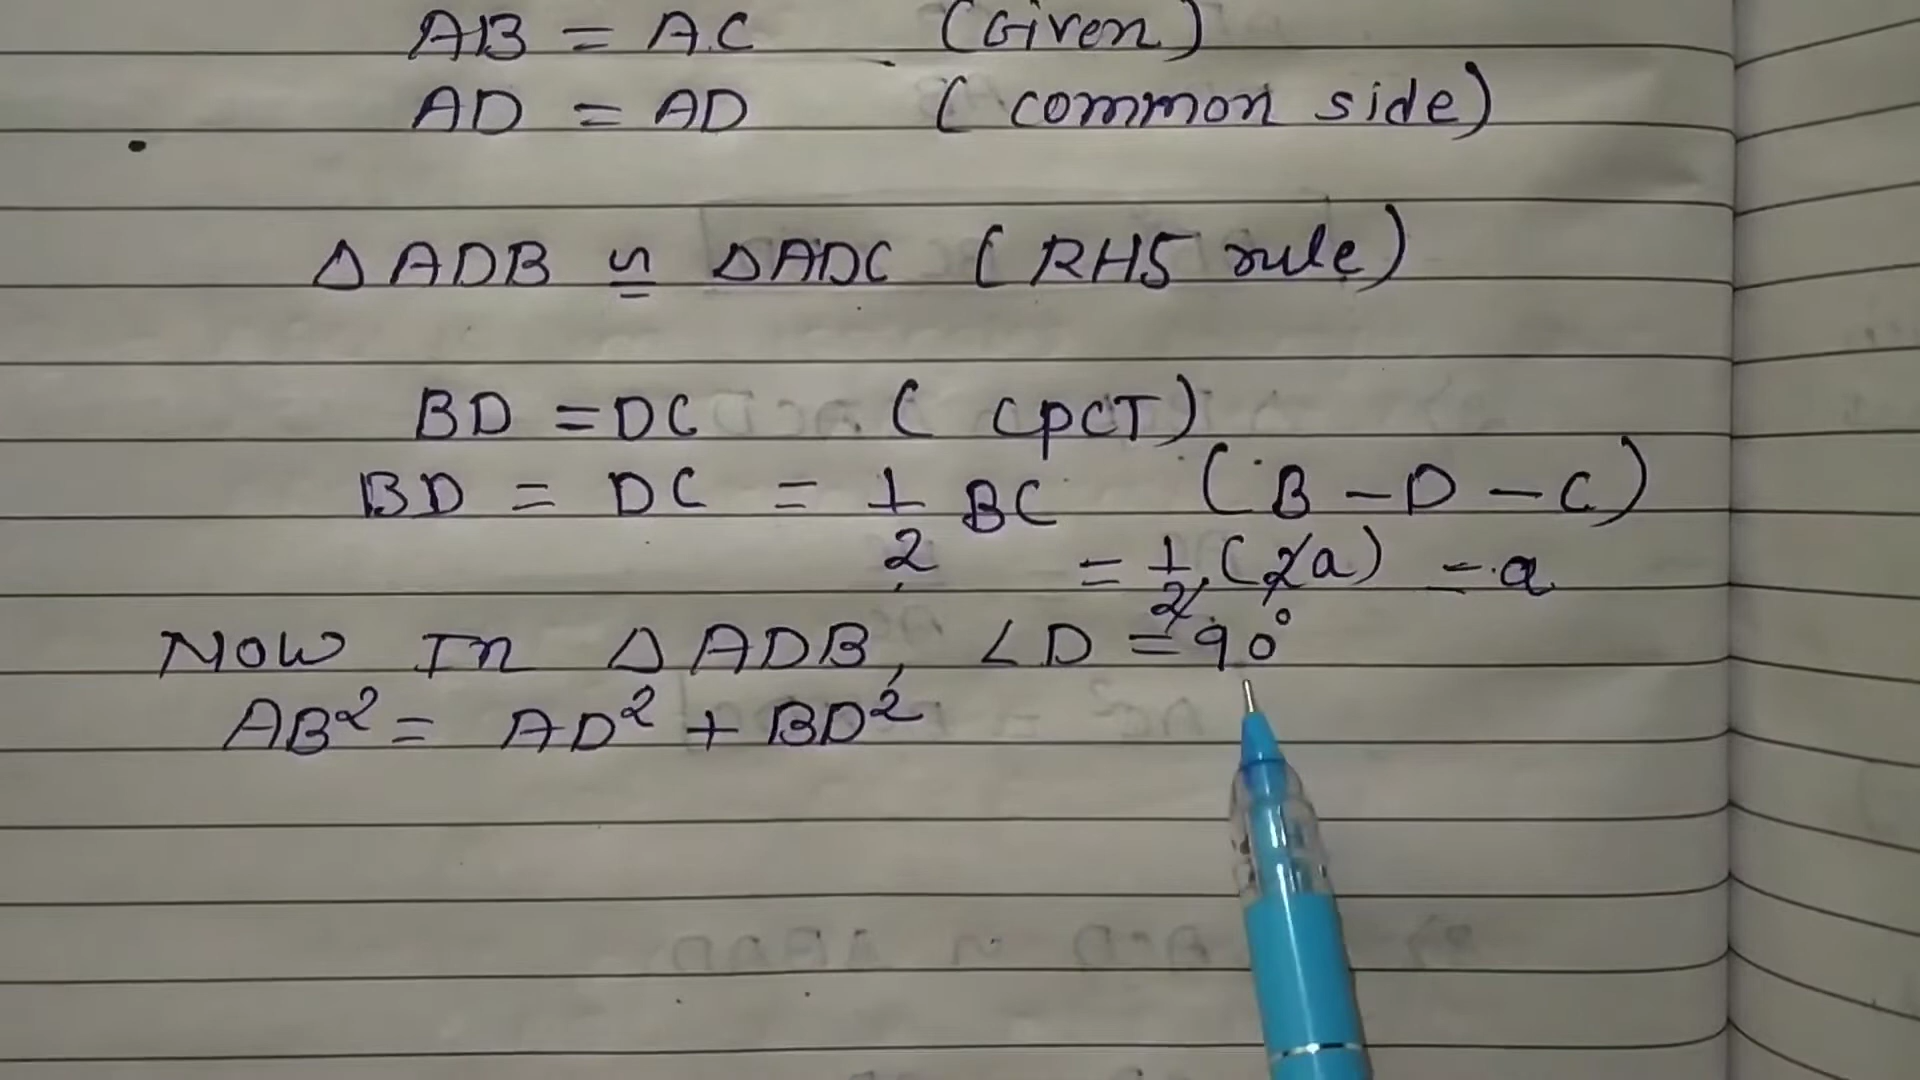 AB = AC (Given)
AD = AD (common side)
△ADB ≅ △ADC (RHS rule)
BD = DC (CPCT)
BD = DC = 1/2 BC (B - D - C)
= 1/2 (2a) = a
Now In △ADB, ∠D = 90°
AB² = AD² + BD²